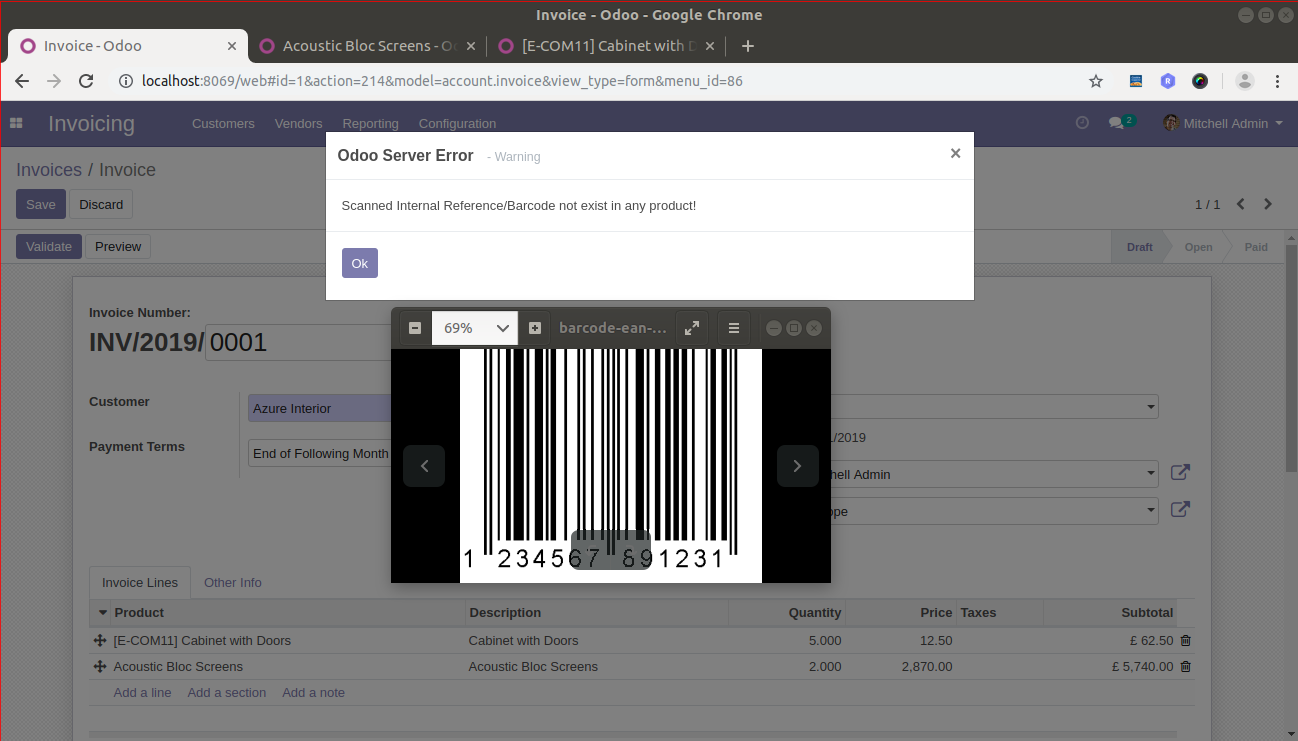 Invoice - Odoo - Google Chrome
Invoice - Odoo
Acoustic Bloc Screens - O
[E-COM11] Cabinet with D
localhost:8069/web#id=1&action=214&model=account.invoice&view_type=form&menu_id=86
Invoicing Customers Vendors Reporting Configuration 2 Mitchell Admin
Odoo Server Error - Warning
Invoices / Invoice
Save Discard
Scanned Internal Reference/Barcode not exist in any product!
1 / 1
Validate Preview
Draft Open Paid
Ok
Invoice Number:
INV/2019/ 0001
69% barcode-ean-...
Customer Azure Interior
/2019
Payment Terms End of Following Month
hell Admin
ope
1 234567 891231
Invoice Lines Other Info
Product Description Quantity Price Taxes Subtotal
[E-COM11] Cabinet with Doors Cabinet with Doors 5.000 12.50 £ 62.50
Acoustic Bloc Screens Acoustic Bloc Screens 2.000 2,870.00 £ 5,740.00
Add a line Add a section Add a note